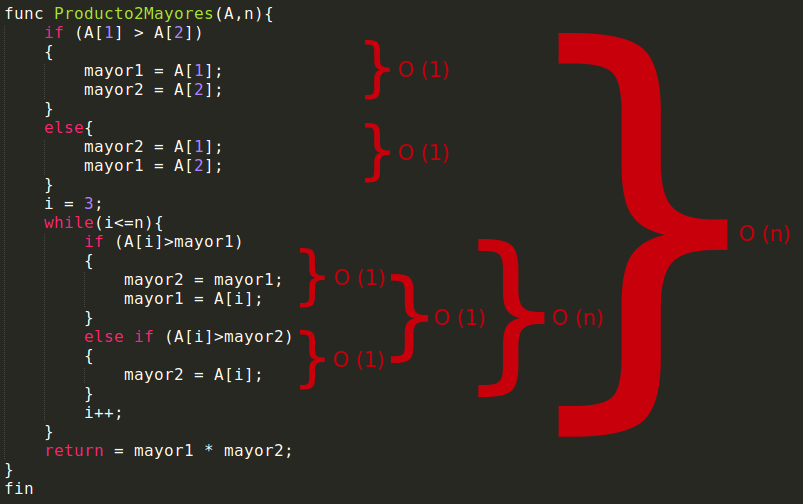 func Producto2Mayores(A,n){
if (A[1] > A[2])
{
mayor1 = A[1];
mayor2 = A[2];
}
O (1)
else{
mayor2 = A[1];
mayor1 = A[2];
}
O (1)
i = 3;
while(i<=n){
if (A[i]>mayor1)
{
mayor2 = mayor1;
mayor1 = A[i];
}
O (1)
else if (A[i]>mayor2)
{
mayor2 = A[i];
}
O (1)
O (1)
i++;
}
O (n)
return = mayor1 * mayor2;
}
fin
O (n)